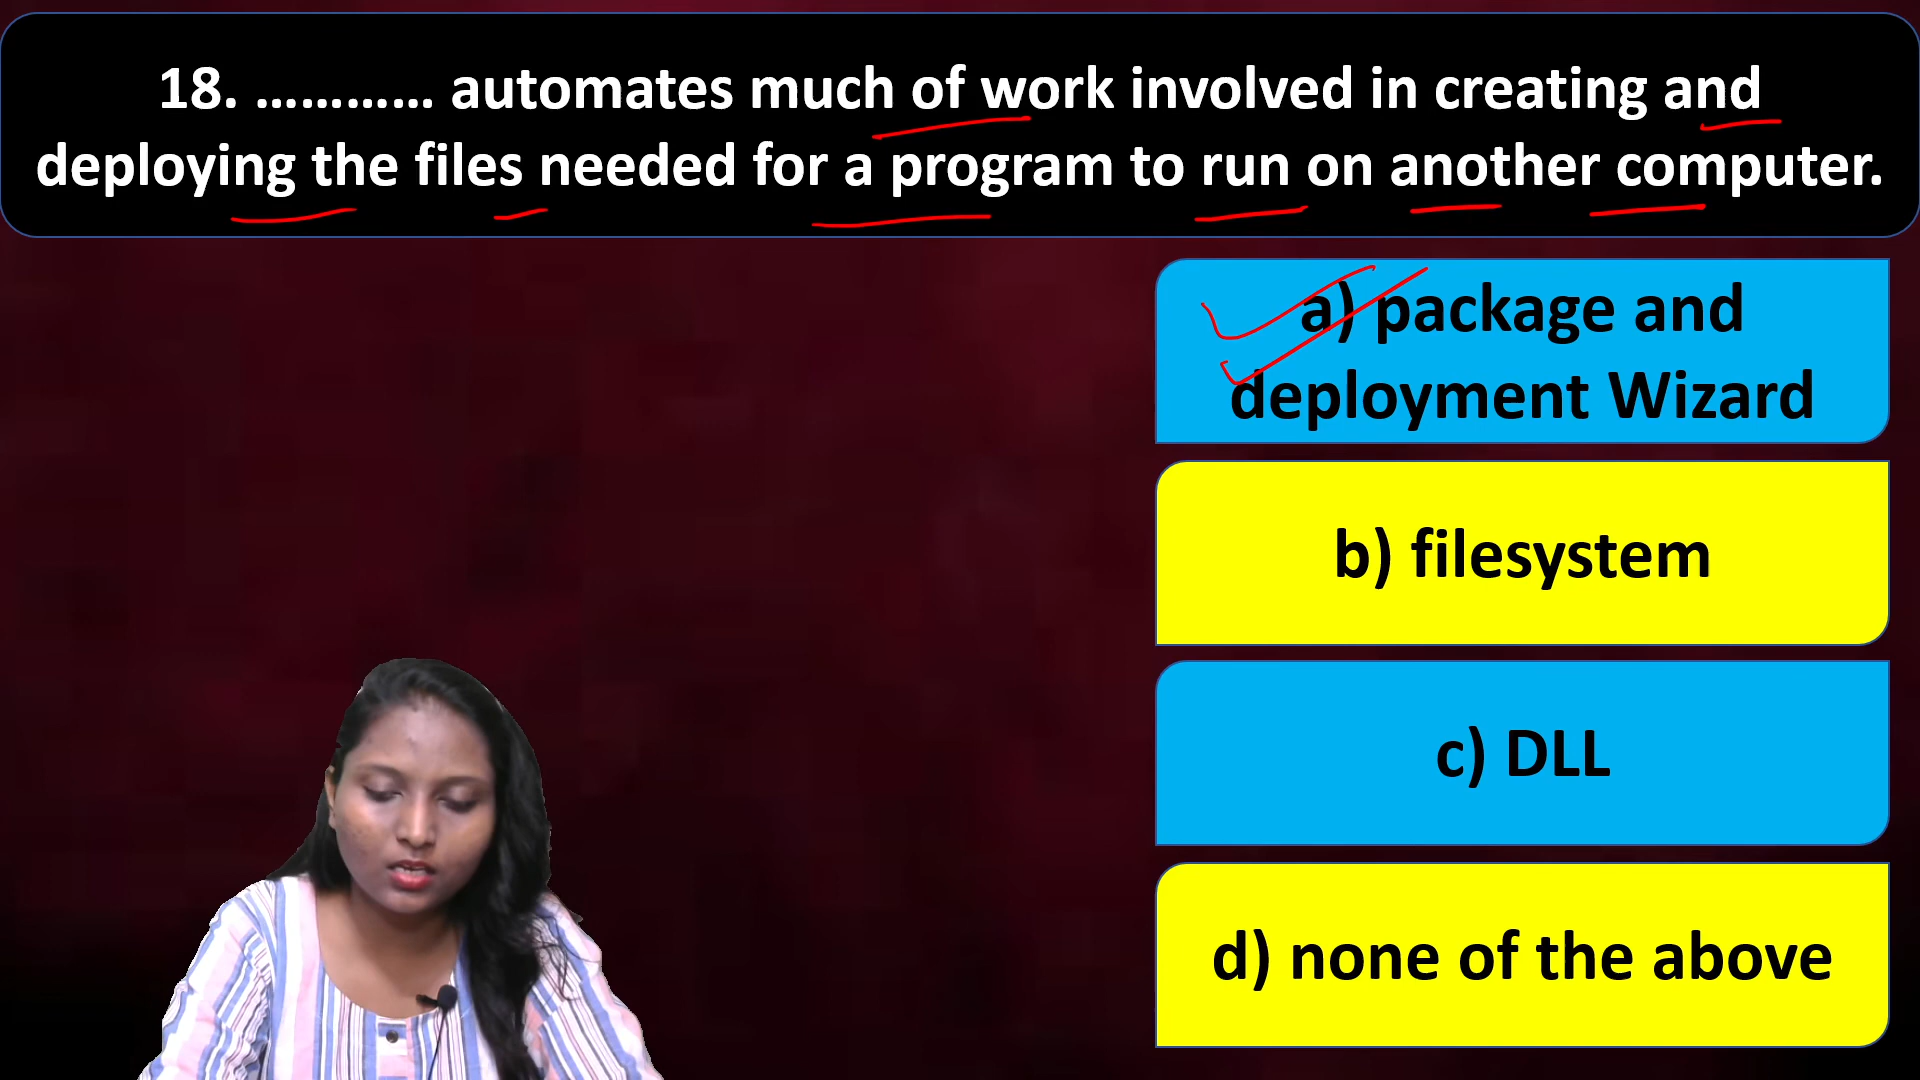 18. ………… automates much of work involved in creating and
deploying the files needed for a program to run on another computer.
a) package and
deployment Wizard
b) filesystem
c) DLL
d) none of the above